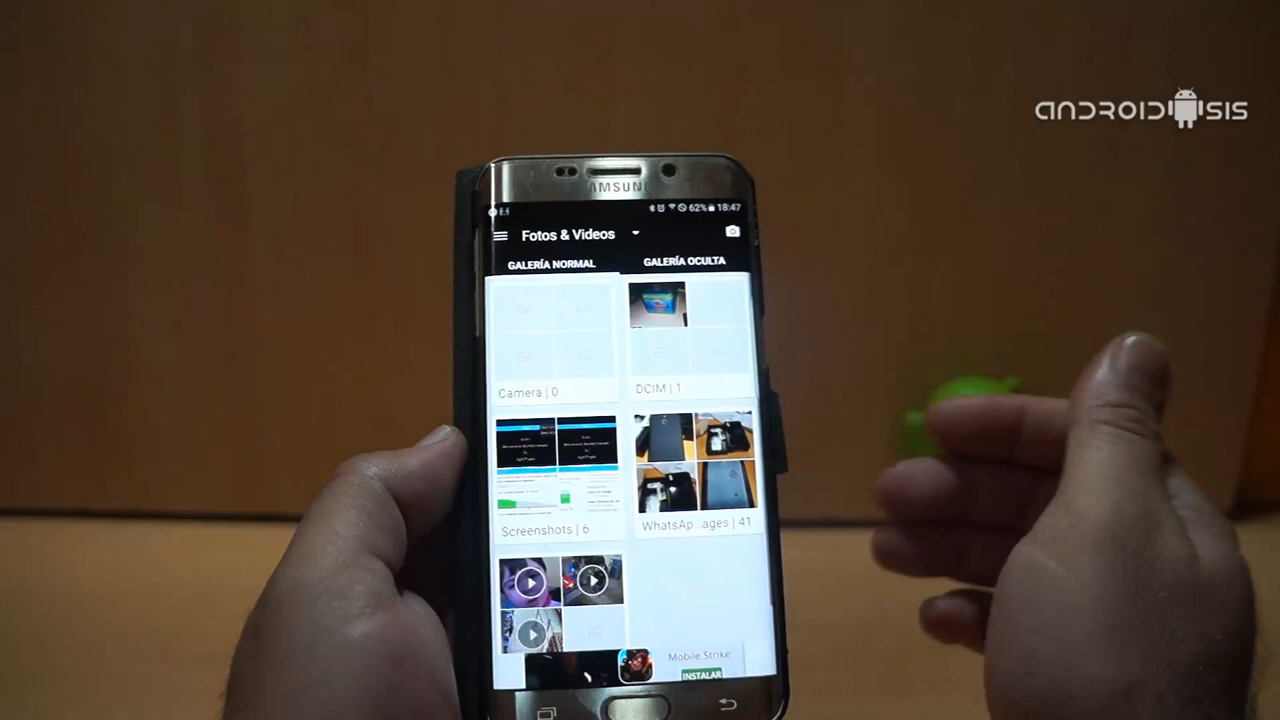 ANDROIDSIS
SAMSUNG
62% 18:47
Fotos & Videos
GALERÍA NORMAL
GALERÍA OCULTA
Camera | 0
DCIM | 1
Screenshots | 6
WhatsAp...ages | 41
Mobile Strike
INSTALAR